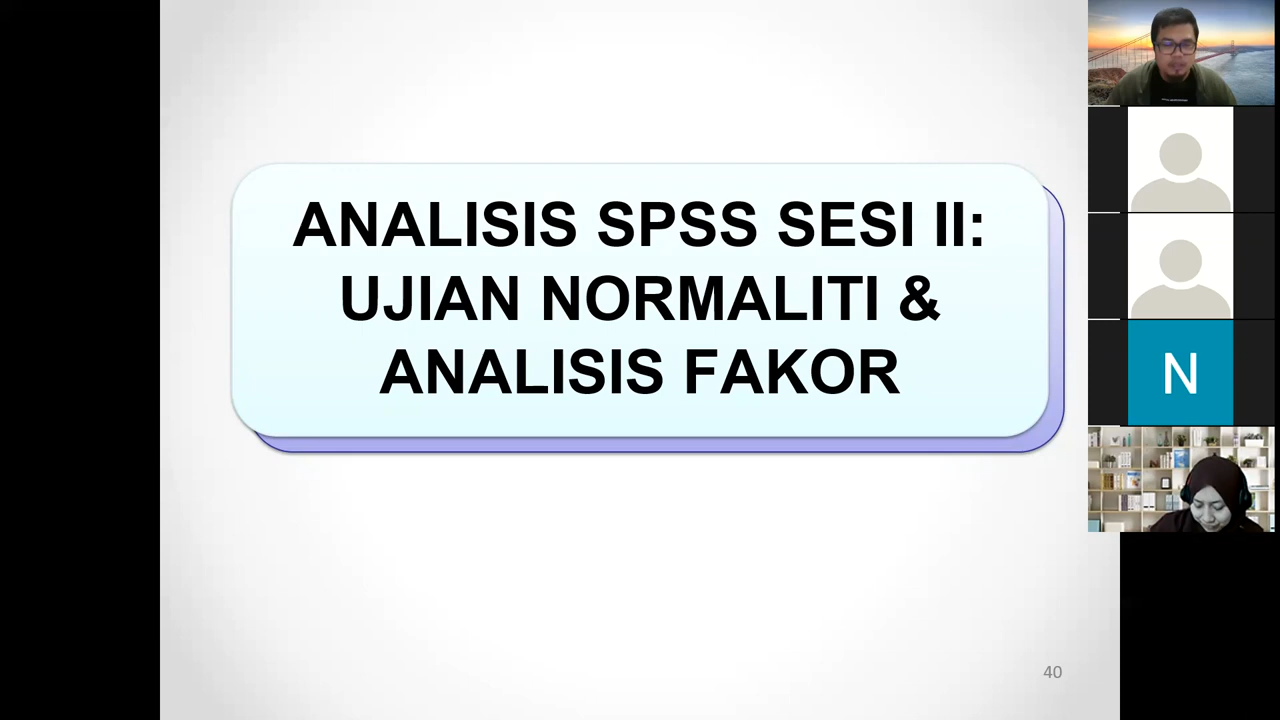 ANALISIS SPSS SESI II:
UJIAN NORMALITI &
ANALISIS FAKOR
N
40